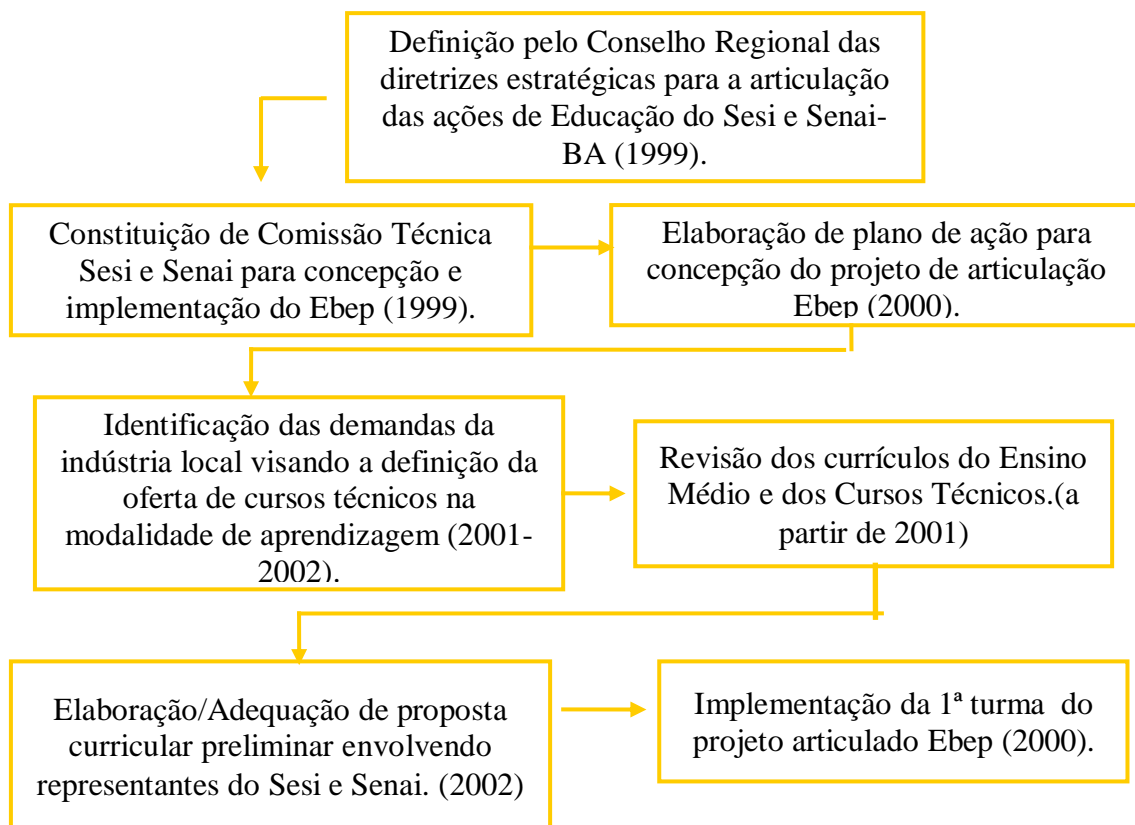 Definição pelo Conselho Regional das
diretrizes estratégicas para a articulação
das ações de Educação do Sesi e Senai-
BA (1999).
Constituição de Comissão Técnica
Sesi e Senai para concepção e
implementação do Ebep (1999).
Elaboração de plano de ação para
concepção do projeto de articulação
Ebep (2000).
Identificação das demandas da
indústria local visando a definição da
oferta de cursos técnicos na
modalidade de aprendizagem (2001-
2002).
Revisão dos currículos do Ensino
Médio e dos Cursos Técnicos.(a
partir de 2001)
Elaboração/Adequação de proposta
curricular preliminar envolvendo
representantes do Sesi e Senai. (2002)
Implementação da 1ª turma do
projeto articulado Ebep (2000).